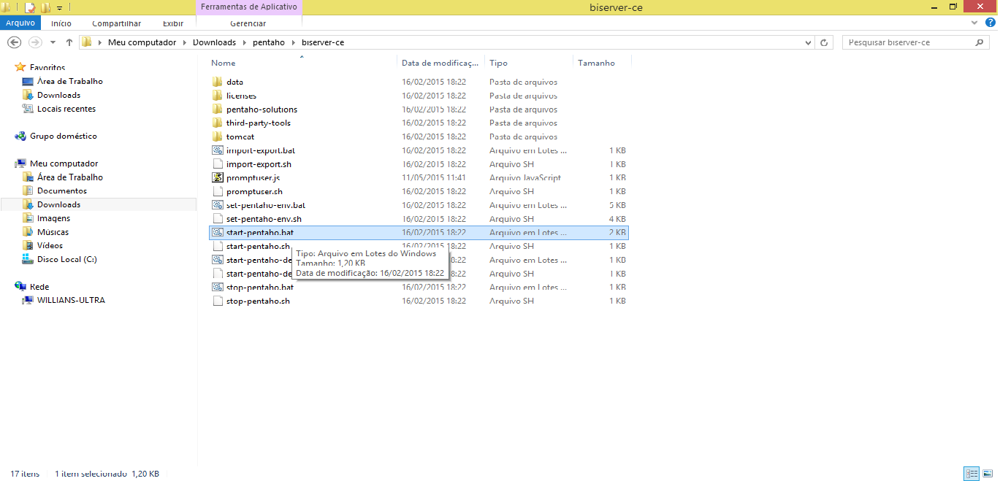 Ferramentas de Aplicativo
biserver-ce
Arquivo Início Compartilhar Exibir Gerenciar
Meu computador Downloads pentaho biserver-ce
Pesquisar biserver-ce
Nome Data de modificaç... Tipo Tamanho
Favoritos
Área de Trabalho
Downloads
Locais recentes
Grupo doméstico
Meu computador
Área de Trabalho
Documentos
Downloads
Imagens
Músicas
Vídeos
Disco Local (C:)
Rede
WILLIANS-ULTRA
data 16/02/2015 18:22 Pasta de arquivos
licenses 16/02/2015 18:22 Pasta de arquivos
pentaho-solutions 16/02/2015 18:22 Pasta de arquivos
third-party-tools 16/02/2015 18:22 Pasta de arquivos
tomcat 16/02/2015 18:22 Pasta de arquivos
import-export.bat 16/02/2015 18:22 Arquivo em Lotes ... 1 KB
import-export.sh 16/02/2015 18:22 Arquivo SH 1 KB
promptuser.js 11/05/2015 11:41 Arquivo JavaScript 1 KB
promptuser.sh 16/02/2015 18:22 Arquivo SH 1 KB
set-pentaho-env.bat 16/02/2015 18:22 Arquivo em Lotes ... 5 KB
set-pentaho-env.sh 16/02/2015 18:22 Arquivo SH 4 KB
start-pentaho.bat 16/02/2015 18:22 Arquivo em Lotes ... 2 KB
start-pentaho.sh 16/02/2015 18:22 Arquivo SH 1 KB
start-pentaho-de 8:22 Arquivo em Lotes ... 1 KB
start-pentaho-de 8:22 Arquivo SH 1 KB
stop-pentaho.bat 16/02/2015 18:22 Arquivo em Lotes ... 1 KB
stop-pentaho.sh 16/02/2015 18:22 Arquivo SH 1 KB
Tipo: Arquivo em Lotes do Windows
Tamanho: 1,20 KB
Data de modificação: 16/02/2015 18:22
17 itens 1 item selecionado 1,20 KB